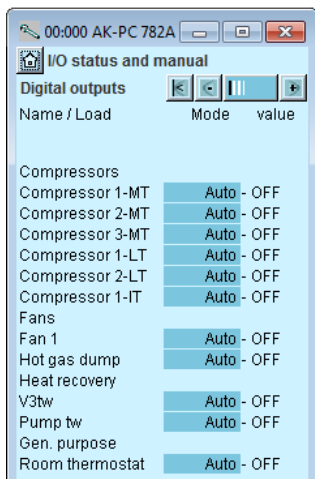 00:000 AK-PC 782A
I/O status and manual
Digital outputs
Name / Load Mode value
Compressors
Compressor 1-MT Auto - OFF
Compressor 2-MT Auto - OFF
Compressor 3-MT Auto - OFF
Compressor 1-LT Auto - OFF
Compressor 2-LT Auto - OFF
Compressor 1-IT Auto - OFF
Fans
Fan 1 Auto - OFF
Hot gas dump Auto - OFF
Heat recovery
V3tw Auto - OFF
Pump tw Auto - OFF
Gen. purpose
Room thermostat Auto - OFF